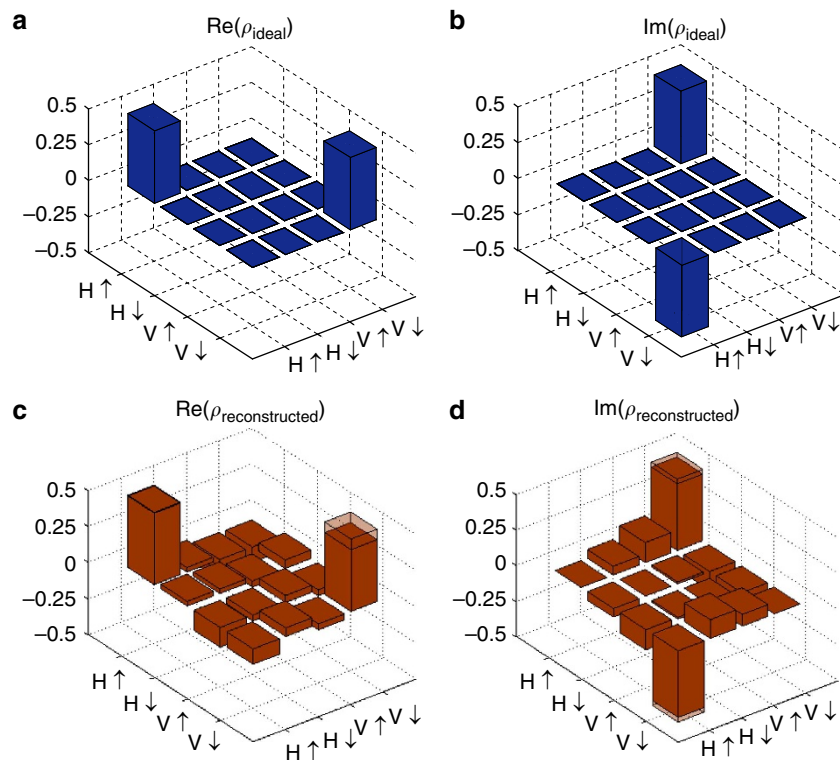 a
Re(ρideal)
0.5
0.25
0
–0.25
–0.5
H ↑
H ↓
V ↑
V ↓
H ↑
H ↓
V ↑
V ↓
b
Im(ρideal)
0.5
0.25
0
–0.25
–0.5
H ↑
H ↓
V ↑
V ↓
H ↑
H ↓
V ↑
V ↓
c
Re(ρreconstructed)
0.5
0.25
0
–0.25
–0.5
H ↑
H ↓
V ↑
V ↓
H ↑
H ↓
V ↑
V ↓
d
Im(ρreconstructed)
0.5
0.25
0
–0.25
–0.5
H ↑
H ↓
V ↑
V ↓
H ↑
H ↓
V ↑
V ↓